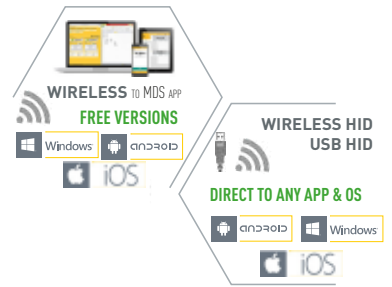 WIRELESS TO MDS APP
FREE VERSIONS
Windows
ANDROID
iOS
WIRELESS HID
USB HID
DIRECT TO ANY APP & OS
ANDROID
Windows
iOS